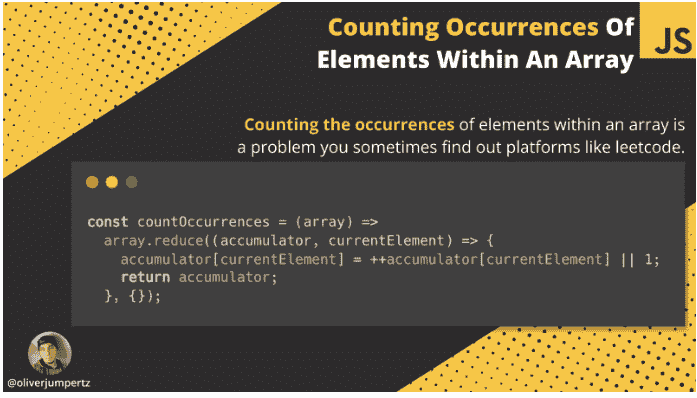 Counting Occurrences Of
Elements Within An Array
JS
Counting the occurrences of elements within an array is
a problem you sometimes find out platforms like leetcode.
const countOccurrences = (array) =>
  array.reduce((accumulator, currentElement) => {
    accumulator[currentElement] = ++accumulator[currentElement] || 1;
    return accumulator;
  }, {});
@oliverjumpertz